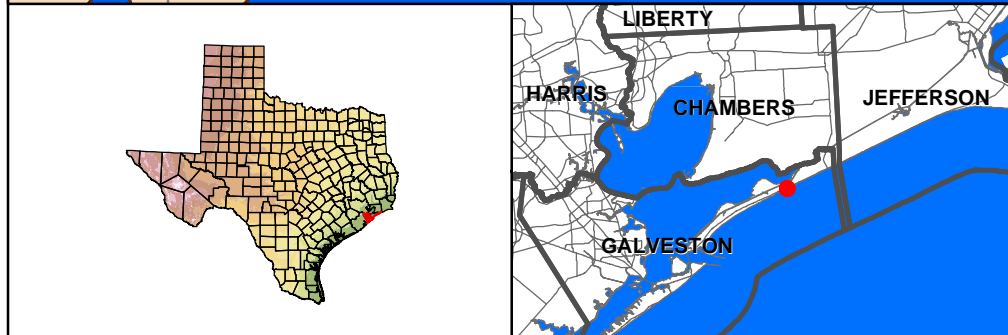 LIBERTY
HARRIS
CHAMBERS
JEFFERSON
GALVESTON